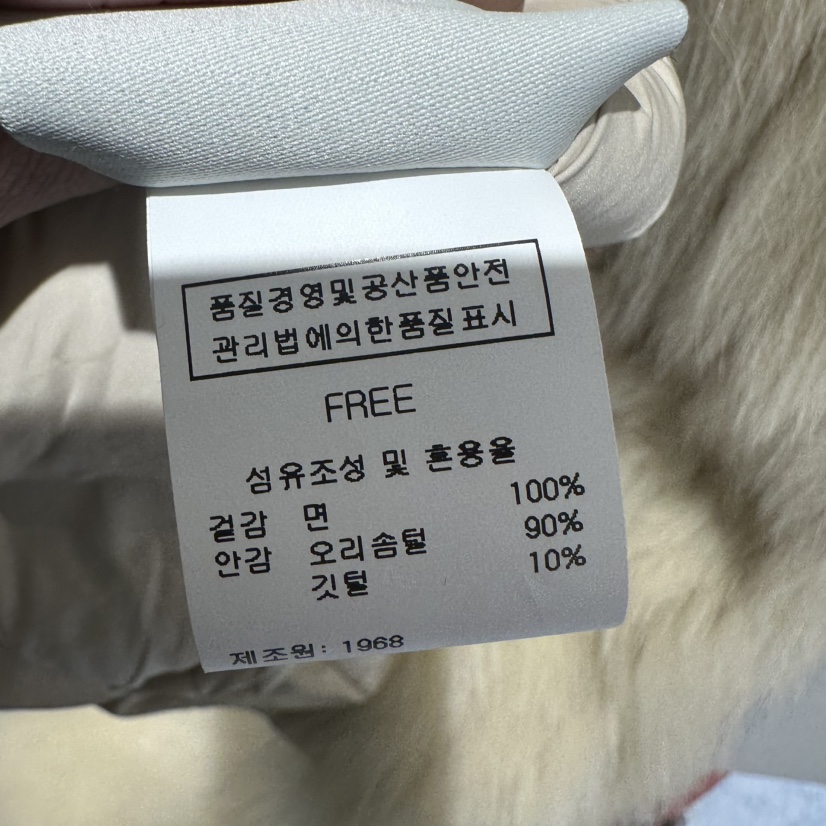 품질경영및공산품안전
관리법에의한품질표시
FREE
섬유조성 및 혼용율
겉감 면 100%
안감 오리솜털 90%
깃털 10%
제조원: 1968